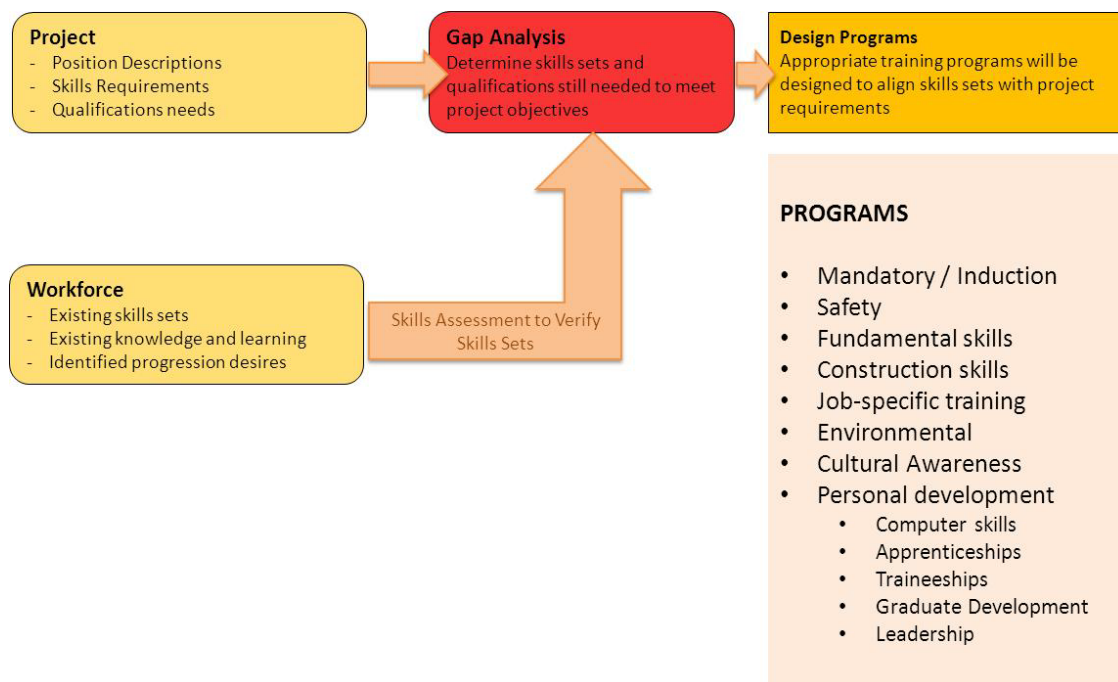 Project
- Position Descriptions
- Skills Requirements
- Qualifications needs
Gap Analysis
Determine skills sets and
qualifications still needed to meet
project objectives
Design Programs
Appropriate training programs will be
designed to align skills sets with project
requirements
Workforce
- Existing skills sets
- Existing knowledge and learning
- Identified progression desires
Skills Assessment to Verify
Skills Sets
PROGRAMS
• Mandatory / Induction
• Safety
• Fundamental skills
• Construction skills
• Job-specific training
• Environmental
• Cultural Awareness
• Personal development
• Computer skills
• Apprenticeships
• Traineeships
• Graduate Development
• Leadership